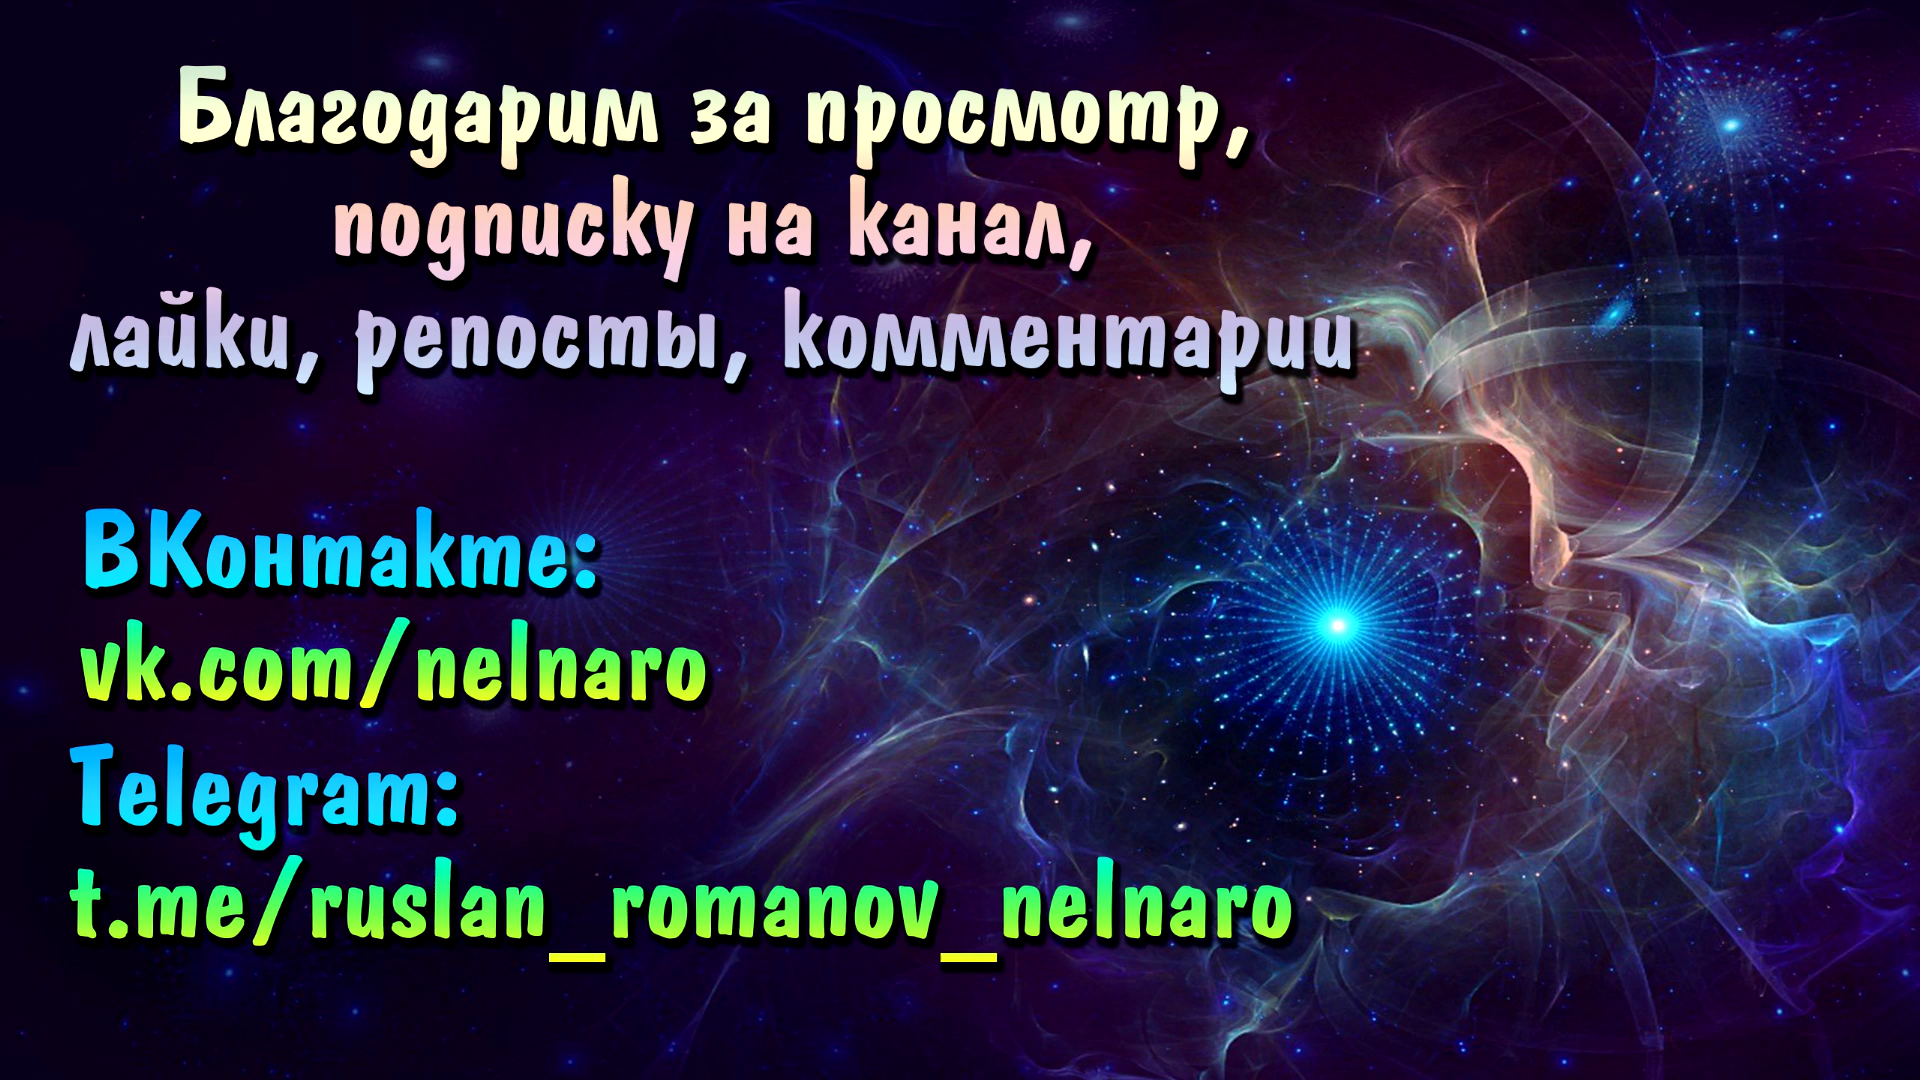 Благодарим за просмотр,
подписку на канал,
лайки, репосты, комментарии
ВКонтакте:
vk.com/nelnaro
Telegram:
t.me/ruslan_romanov_nelnaro